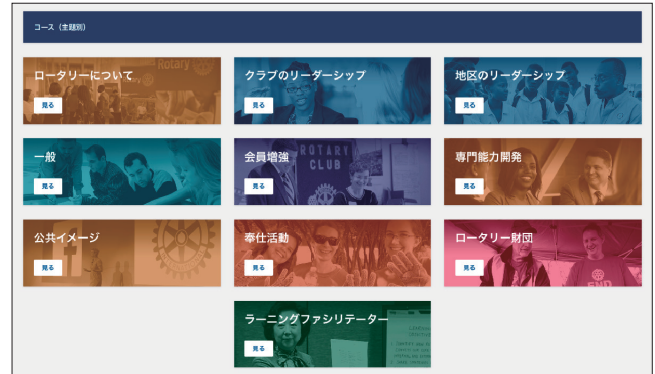 コース（主題別）
ロータリーについて
Rotary
見る
クラブのリーダーシップ
見る
地区のリーダーシップ
見る
一般
見る
会員増強
ROTARY
CLUB
見る
専門能力開発
見る
公共イメージ
見る
奉仕活動
見る
ロータリー財団
END
見る
ラーニングファシリテーター
見る